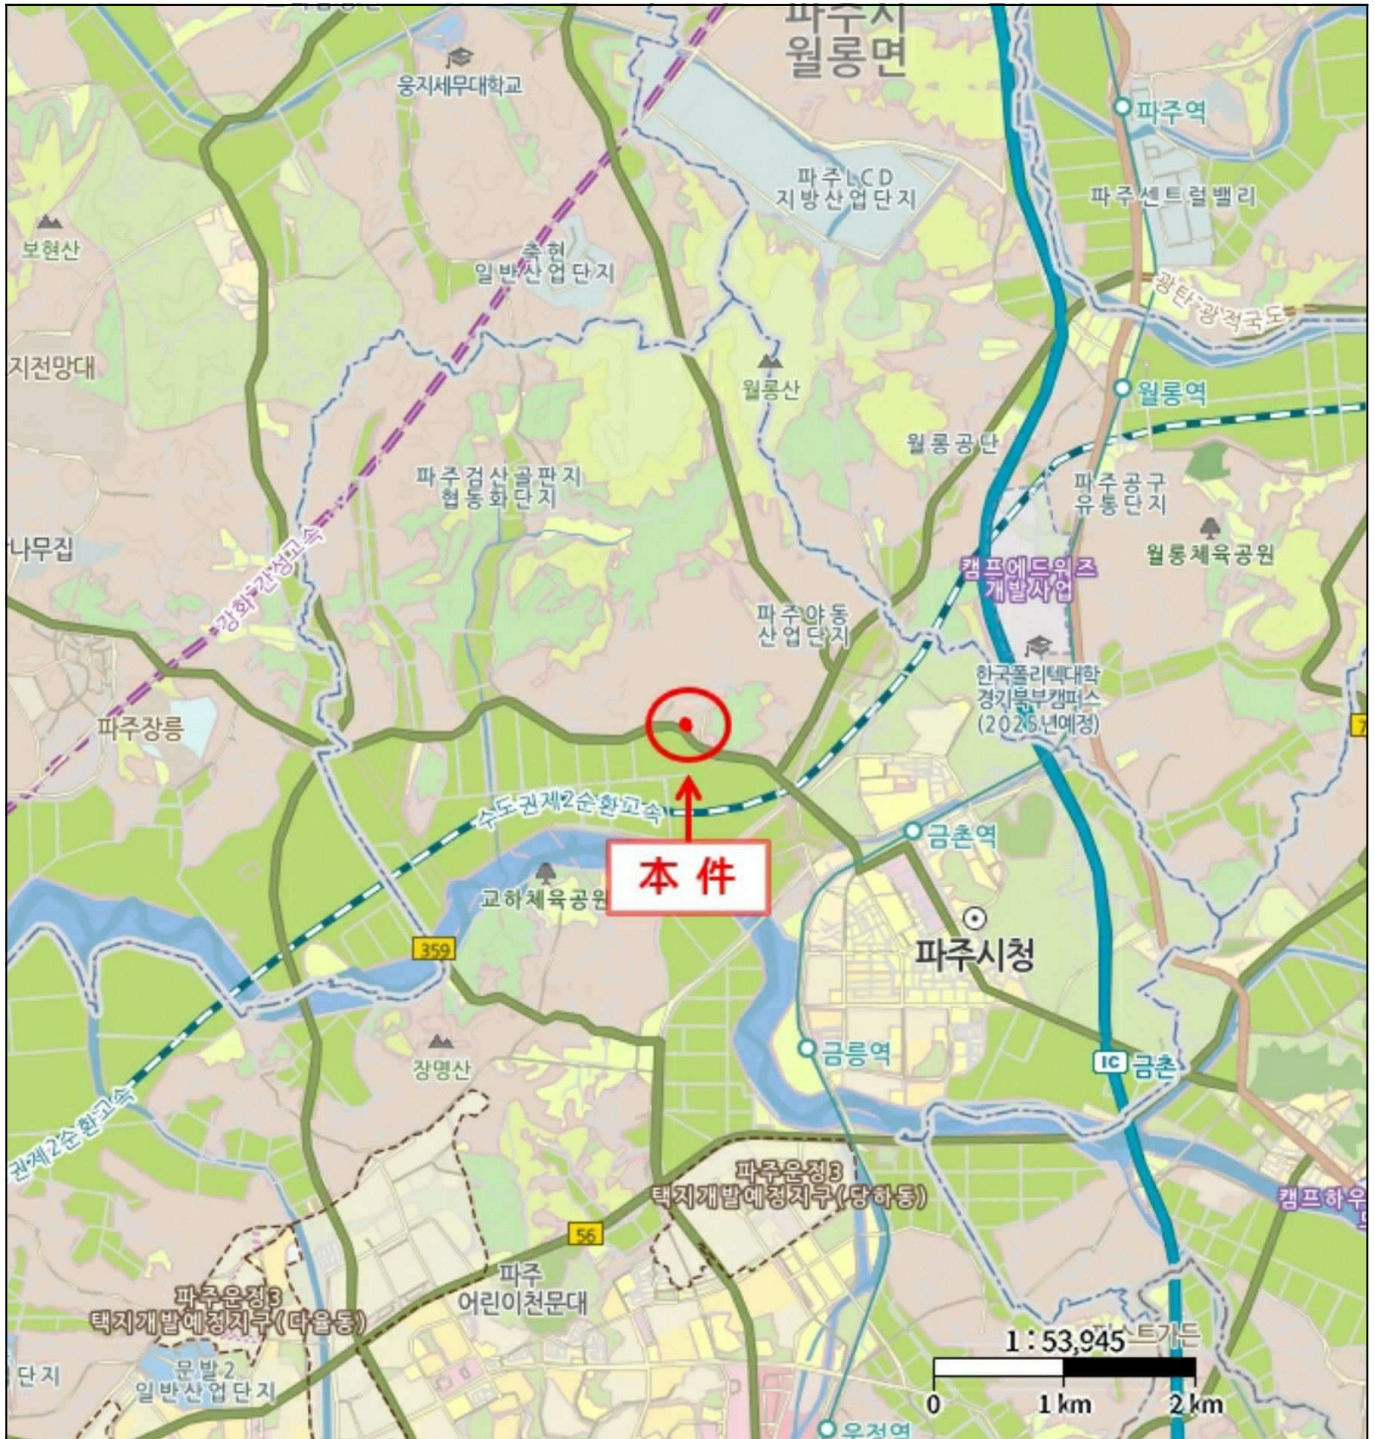 파주시
월롱면
웅지세무대학교
파주역
파주LCD
지방산업단지
파주센트럴밸리
보현산
축현
일반산업단지
광탄-광적국도
지전망대
월롱산
월롱역
월롱공단
파주검산골판지
협동화단지
파주공구
유통단지
나무집
월롱체육공원
강화-간성고속
캠프에드워즈
개발사업
파주야동
산업단지
한국폴리텍대학
경기북부캠퍼스
(2025년예정)
파주장릉
7
수도권제2순환고속
금촌역
本 件
교하체육공원
359
파주시청
금릉역
IC 금촌
장명산
권제2순환고속
파주운정3
택지개발예정지구(당하동)
캠프하우
56
파주
어린이천문대
파주운정3
택지개발예정지구(다율동)
1:53,945
스트가든
단지
문발2
일반산업단지
0 1 km 2 km
운정역